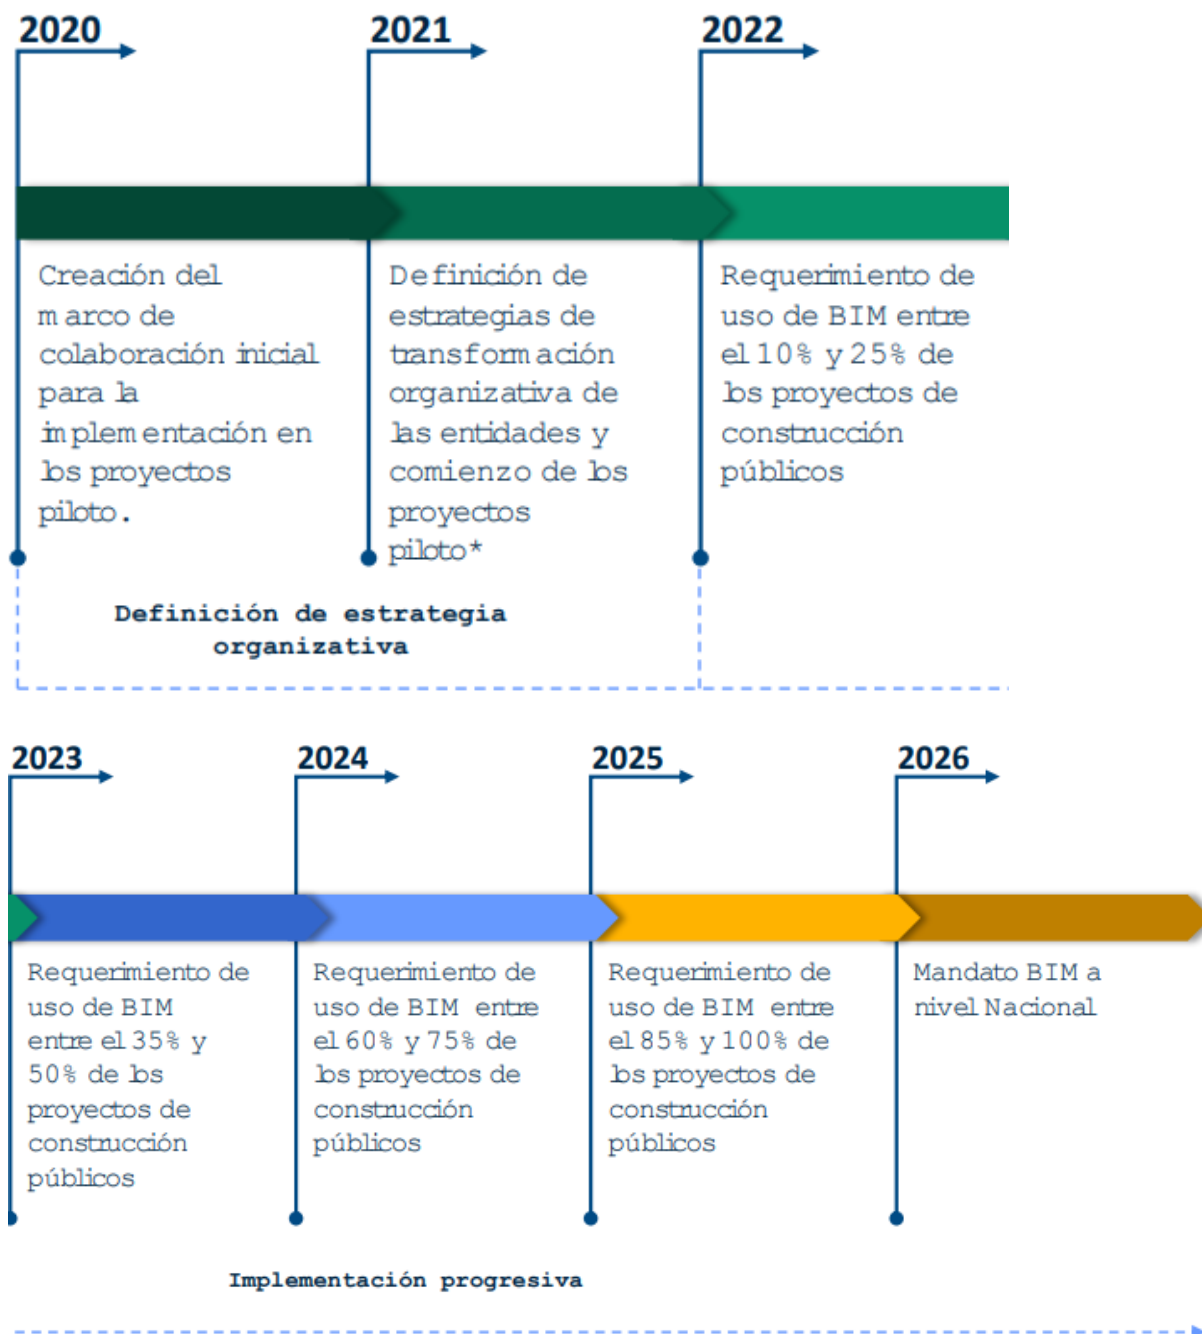 2020
2021
2022
Creación del
marco de
colaboración inicial
para la
implementación en
los proyectos
piloto.
Definición de
estrategias de
transformación
organizativa de
las entidades y
comienzo de los
proyectos
piloto*
Requerimiento de
uso de BIM entre
el 10% y 25% de
los proyectos de
construcción
públicos
Definición de estrategia
organizativa
2023
2024
2025
2026
Requerimiento de
uso de BIM
entre el 35% y
50% de los
proyectos de
construcción
públicos
Requerimiento de
uso de BIM entre
el 60% y 75% de
los proyectos de
construcción
públicos
Requerimiento de
uso de BIM entre
el 85% y 100% de
los proyectos de
construcción
públicos
Mandato BIM a
nivel Nacional
Implementación progresiva